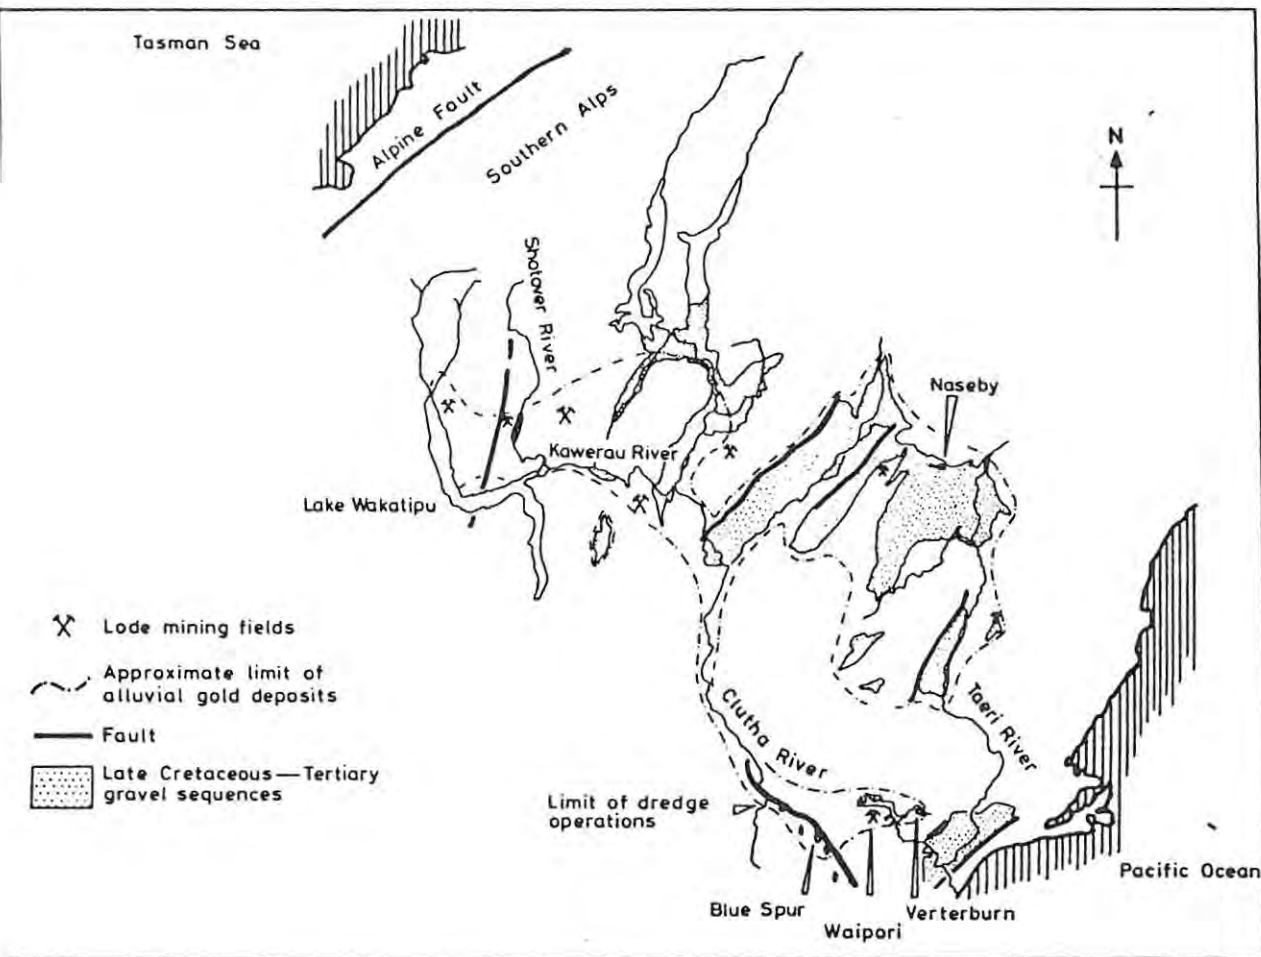 Tasman Sea
Alpine Fault
Southern Alps
N
Shotover River
Naseby
Kawerau River
Lake Wakatipu
Lode mining fields
Approximate limit of
alluvial gold deposits
Fault
Late Cretaceous—Tertiary
gravel sequences
Clutha River
Taeri River
Limit of dredge
operations
Pacific Ocean
Blue Spur
Waipori
Verterburn